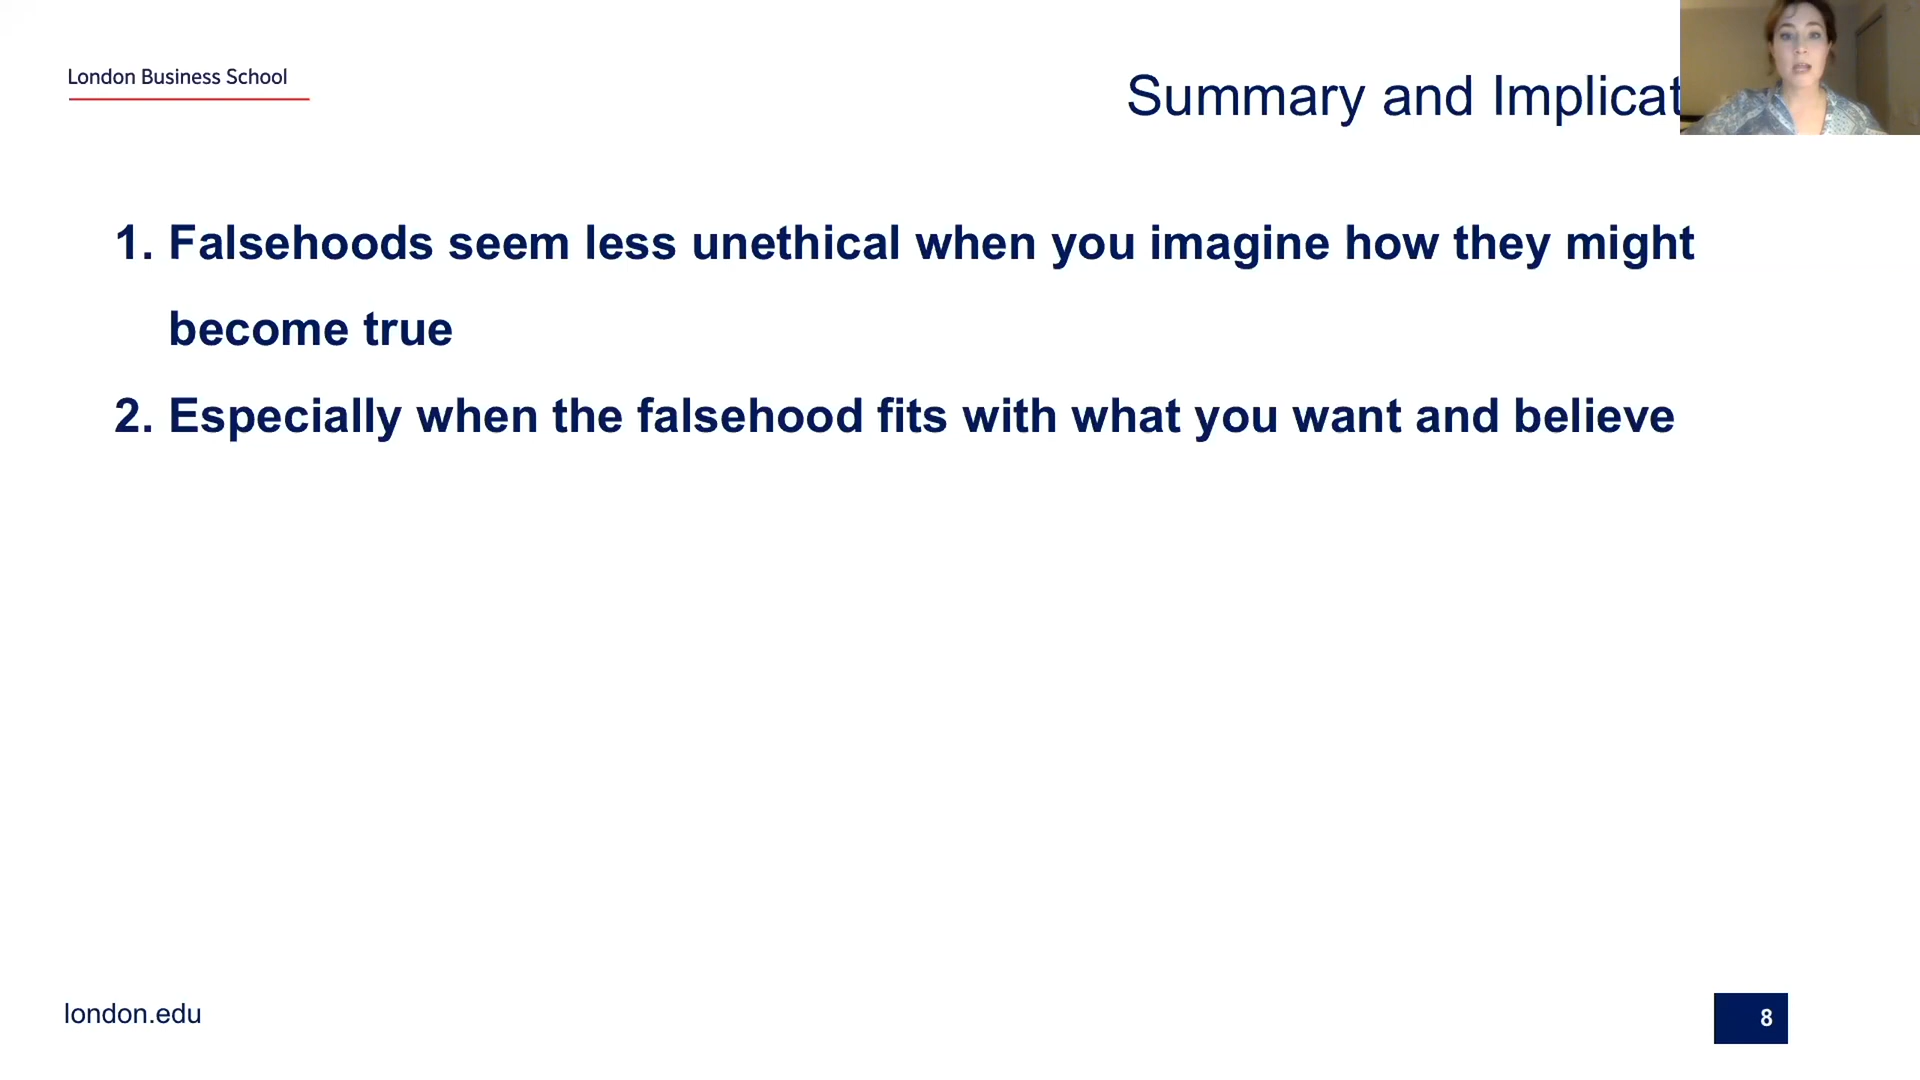 London Business School
Summary and Implicat
1. Falsehoods seem less unethical when you imagine how they might
become true
2. Especially when the falsehood fits with what you want and believe
london.edu
8